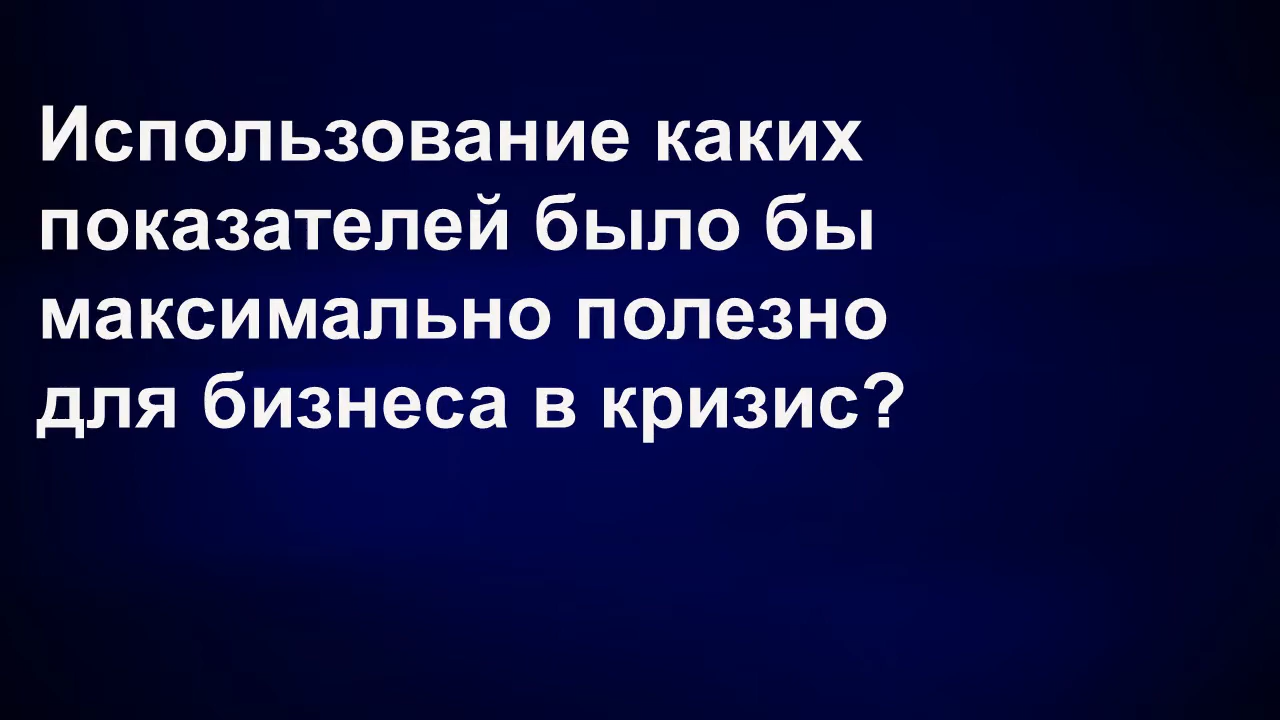 Использование каких
показателей было бы
максимально полезно
для бизнеса в кризис?